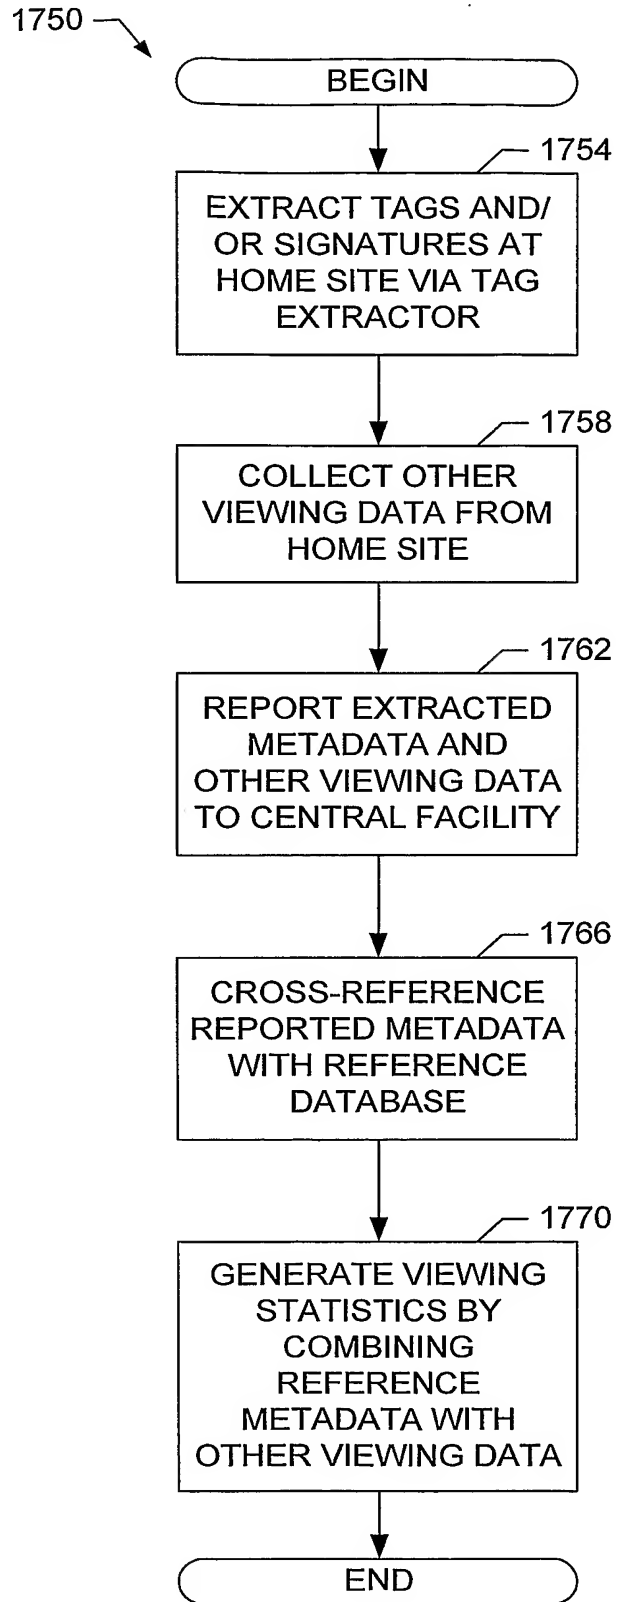 1750
BEGIN
1754
EXTRACT TAGS AND/
OR SIGNATURES AT
HOME SITE VIA TAG
EXTRACTOR
1758
COLLECT OTHER
VIEWING DATA FROM
HOME SITE
1762
REPORT EXTRACTED
METADATA AND
OTHER VIEWING DATA
TO CENTRAL FACILITY
1766
CROSS-REFERENCE
REPORTED METADATA
WITH REFERENCE
DATABASE
1770
GENERATE VIEWING
STATISTICS BY
COMBINING
REFERENCE
METADATA WITH
OTHER VIEWING DATA
END